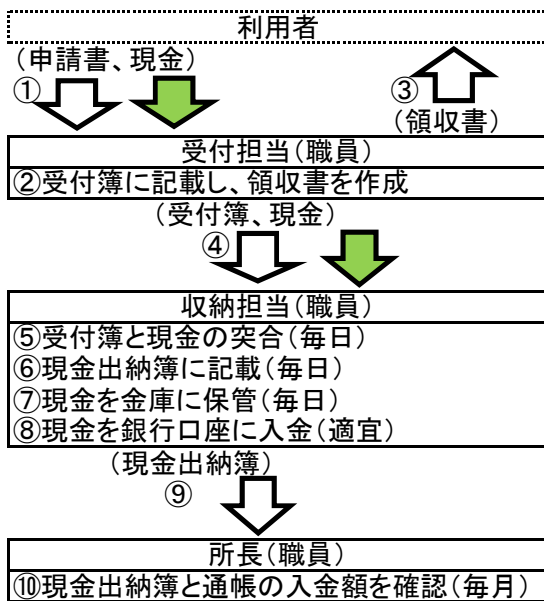 利用者
（申請書、現金）
①
③
（領収書）
受付担当（職員）
②受付簿に記載し、領収書を作成
（受付簿、現金）
④
収納担当（職員）
⑤受付簿と現金の突合（毎日）
⑥現金出納簿に記載（毎日）
⑦現金を金庫に保管（毎日）
⑧現金を銀行口座に入金（適宜）
（現金出納簿）
⑨
所長（職員）
⑩現金出納簿と通帳の入金額を確認（毎月）